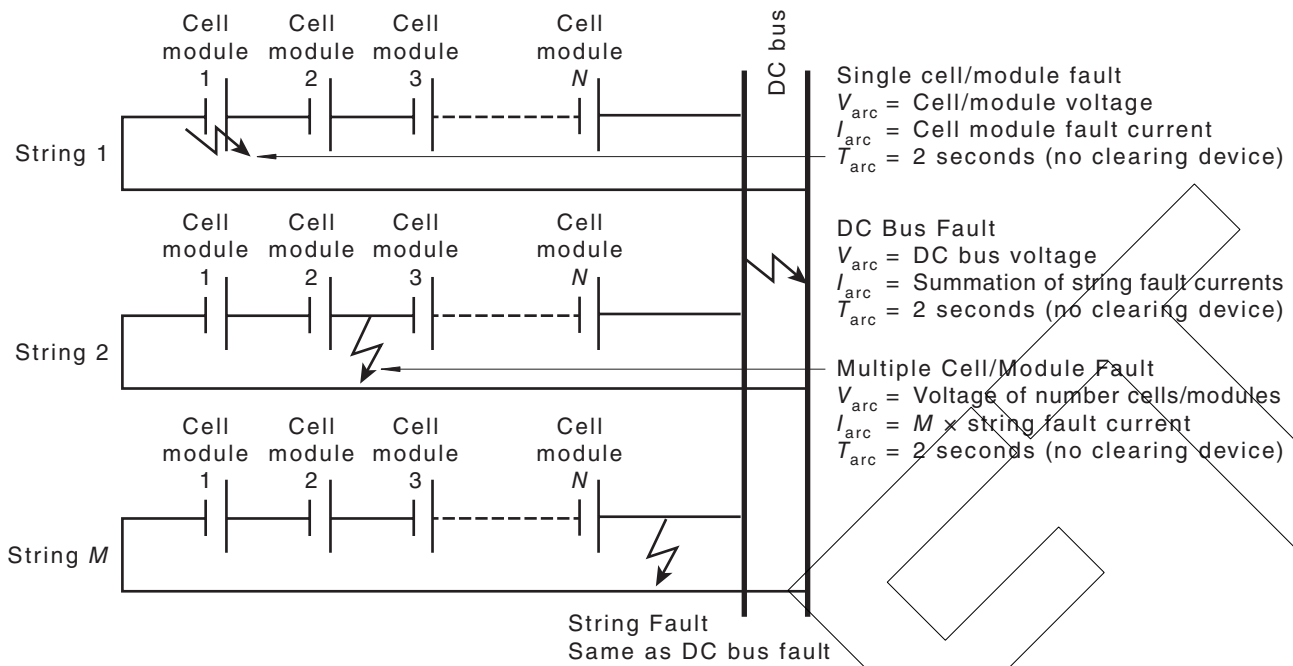 Cell module 1
Cell module 2
Cell module 3
Cell module N
DC bus
String 1
Single cell/module fault
Varc = Cell/module voltage
Iarc = Cell module fault current
Tarc = 2 seconds (no clearing device)
Cell module 1
Cell module 2
Cell module 3
Cell module N
String 2
DC Bus Fault
Varc = DC bus voltage
Iarc = Summation of string fault currents
Tarc = 2 seconds (no clearing device)
Multiple Cell/Module Fault
Varc = Voltage of number cells/modules
Iarc = M × string fault current
Tarc = 2 seconds (no clearing device)
Cell module 1
Cell module 2
Cell module 3
Cell module N
String M
String Fault
Same as DC bus fault